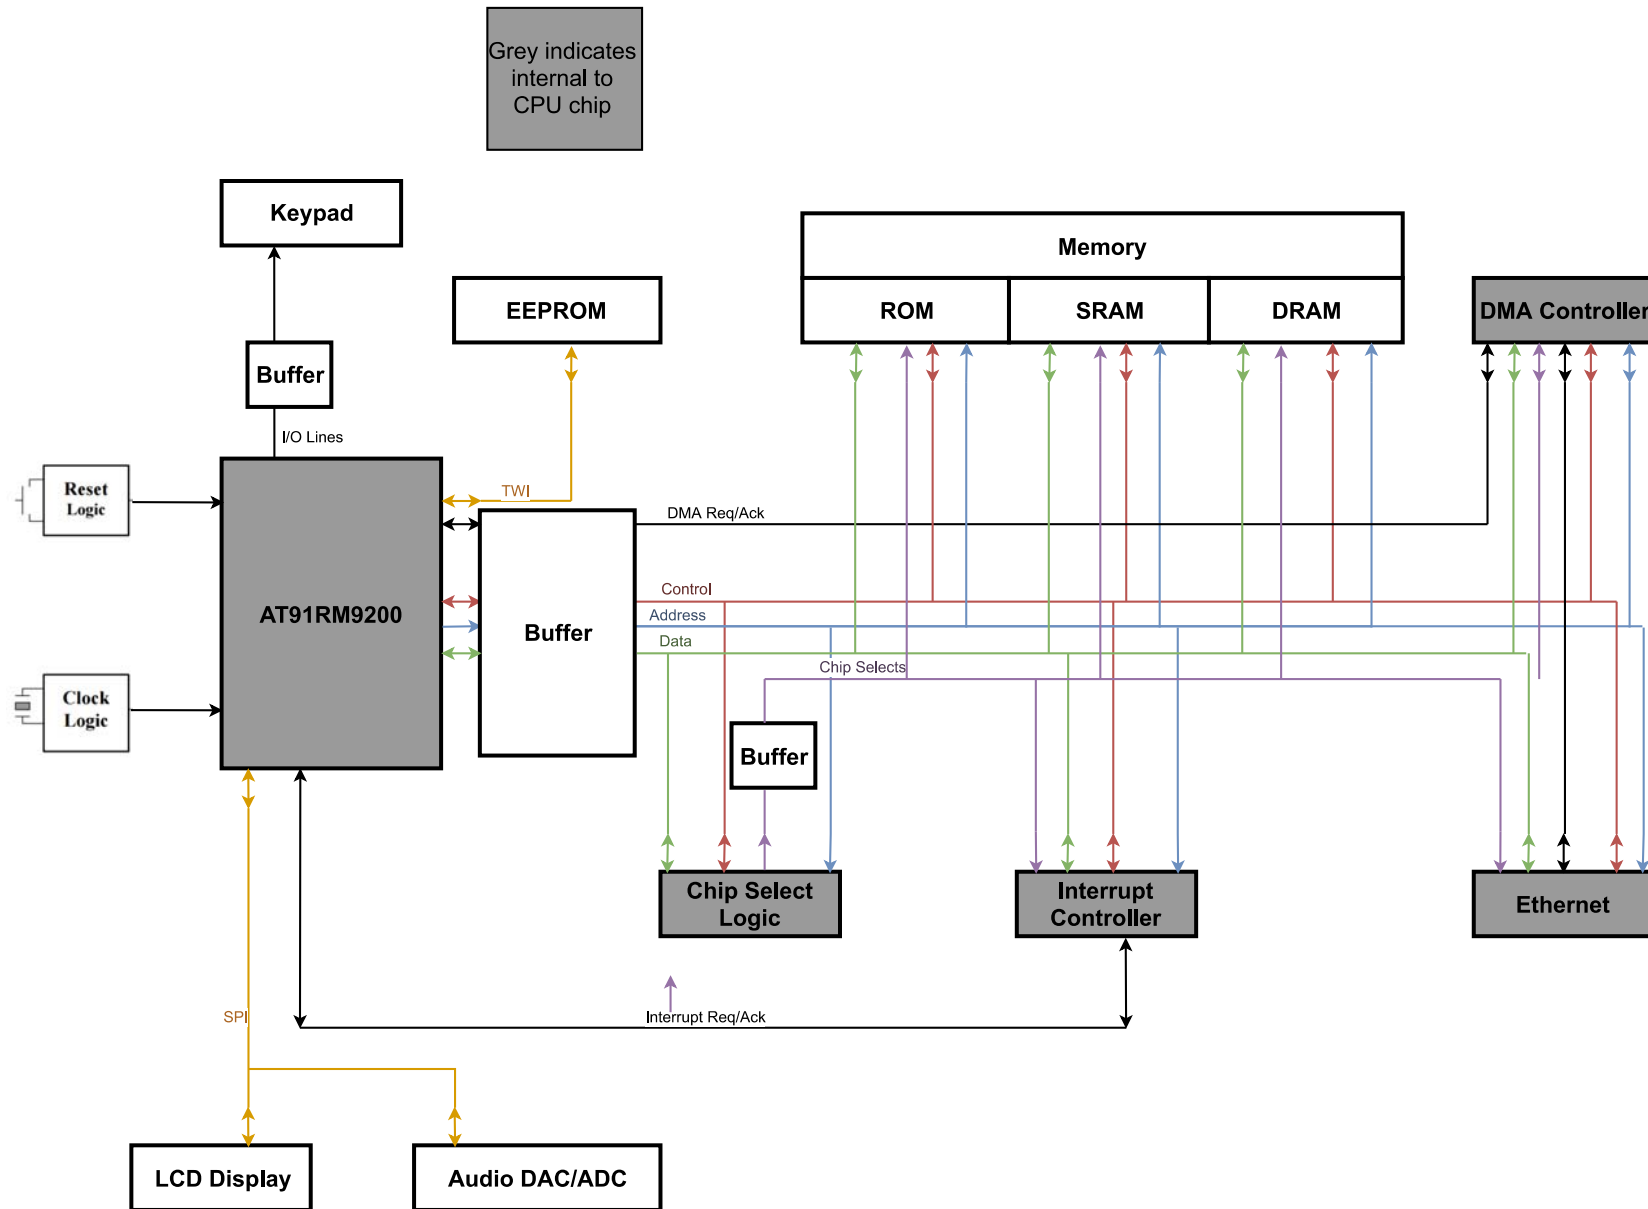 Grey indicates
internal to
CPU chip
Keypad
Memory
EEPROM
ROM
SRAM
DRAM
DMA Controller
Buffer
I/O Lines
Reset
Logic
TWI
DMA Req/Ack
Control
AT91RM9200
Address
Buffer
Data
Chip Selects
Clock
Logic
Buffer
Chip Select
Logic
Interrupt
Controller
Ethernet
SPI
Interrupt Req/Ack
LCD Display
Audio DAC/ADC